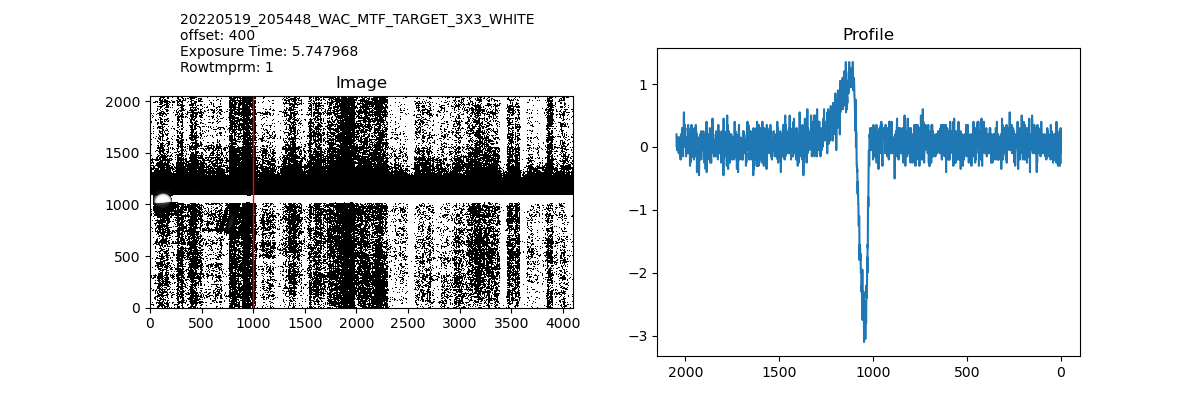 20220519_205448_WAC_MTF_TARGET_3X3_WHITE
offset: 400
Exposure Time: 5.747968
Rowtmprm: 1
Image
2000
1500
1000
500
0
0 500 1000 1500 2000 2500 3000 3500 4000
Profile
1
0
−1
−2
−3
2000 1500 1000 500 0